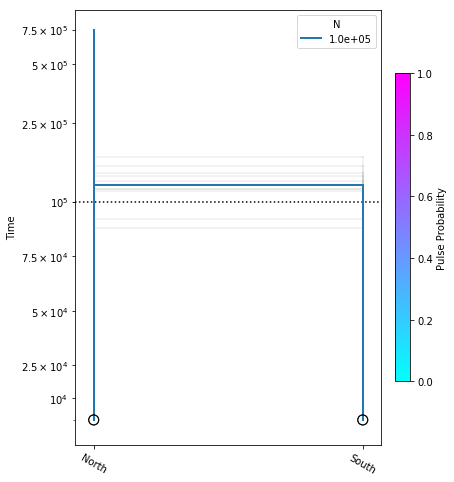 N
1.0e+05
7.5 × 10⁵
5 × 10⁵
2.5 × 10⁵
10⁵
7.5 × 10⁴
5 × 10⁴
2.5 × 10⁴
10⁴
Time
North
South
1.0
0.8
0.6
0.4
0.2
0.0
Pulse Probability